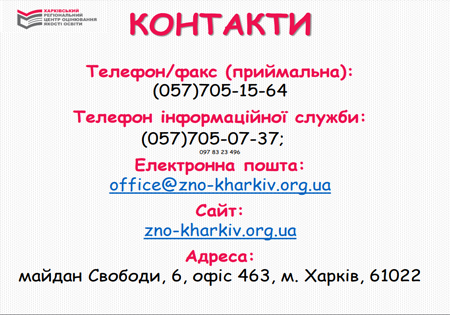 ХАРКІВСЬКИЙ
РЕГІОНАЛЬНИЙ
ЦЕНТР ОЦІНЮВАННЯ
ЯКОСТІ ОСВІТИ
КОНТАКТИ
Телефон/факс (приймальна):
(057)705-15-64
Телефон інформаційної служби:
(057)705-07-37;
097 83 23 496
Електронна пошта:
office@zno-kharkiv.org.ua
Сайт:
zno-kharkiv.org.ua
Адреса:
майдан Свободи, 6, офіс 463, м. Харків, 61022